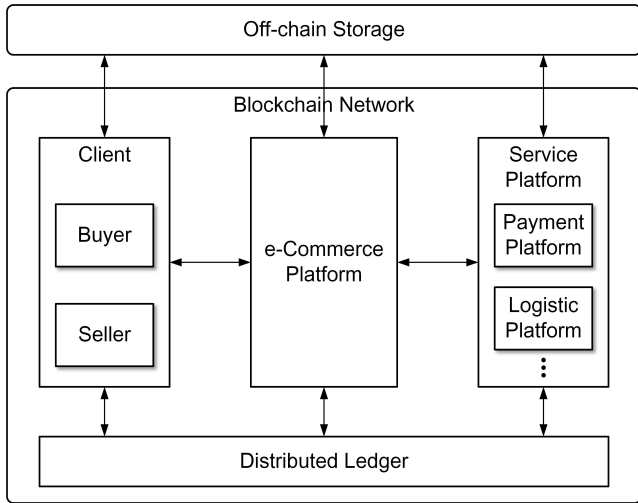 Off-chain Storage
Blockchain Network
Client
Buyer
Seller
e-Commerce
Platform
Service
Platform
Payment
Platform
Logistic
Platform
Distributed Ledger